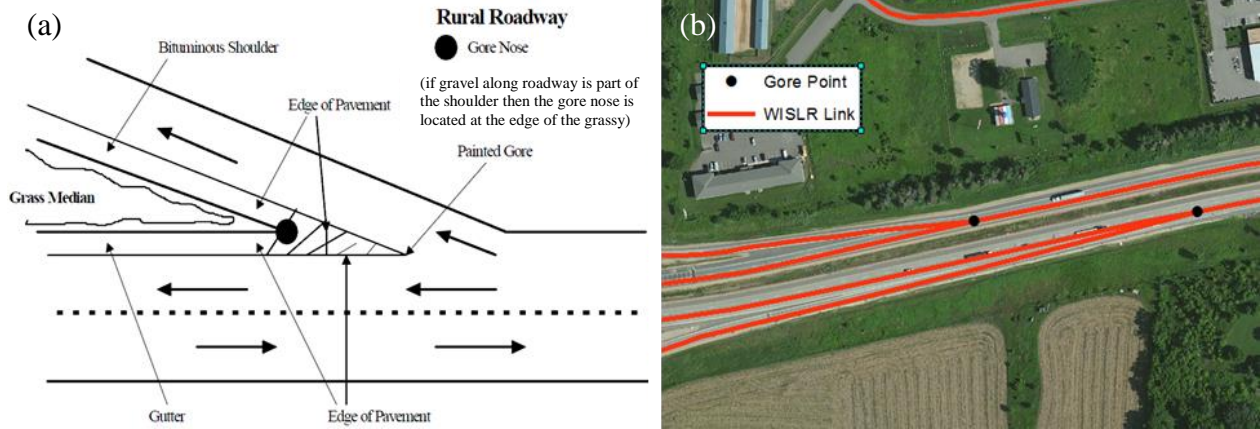 (a)
Rural Roadway
Gore Nose
(if gravel along roadway is part of
the shoulder then the gore nose is
located at the edge of the grassy)
Bituminous Shoulder
Edge of Pavement
Painted Gore
Grass Median
Gutter
Edge of Pavement
(b)
Gore Point
WISLR Link